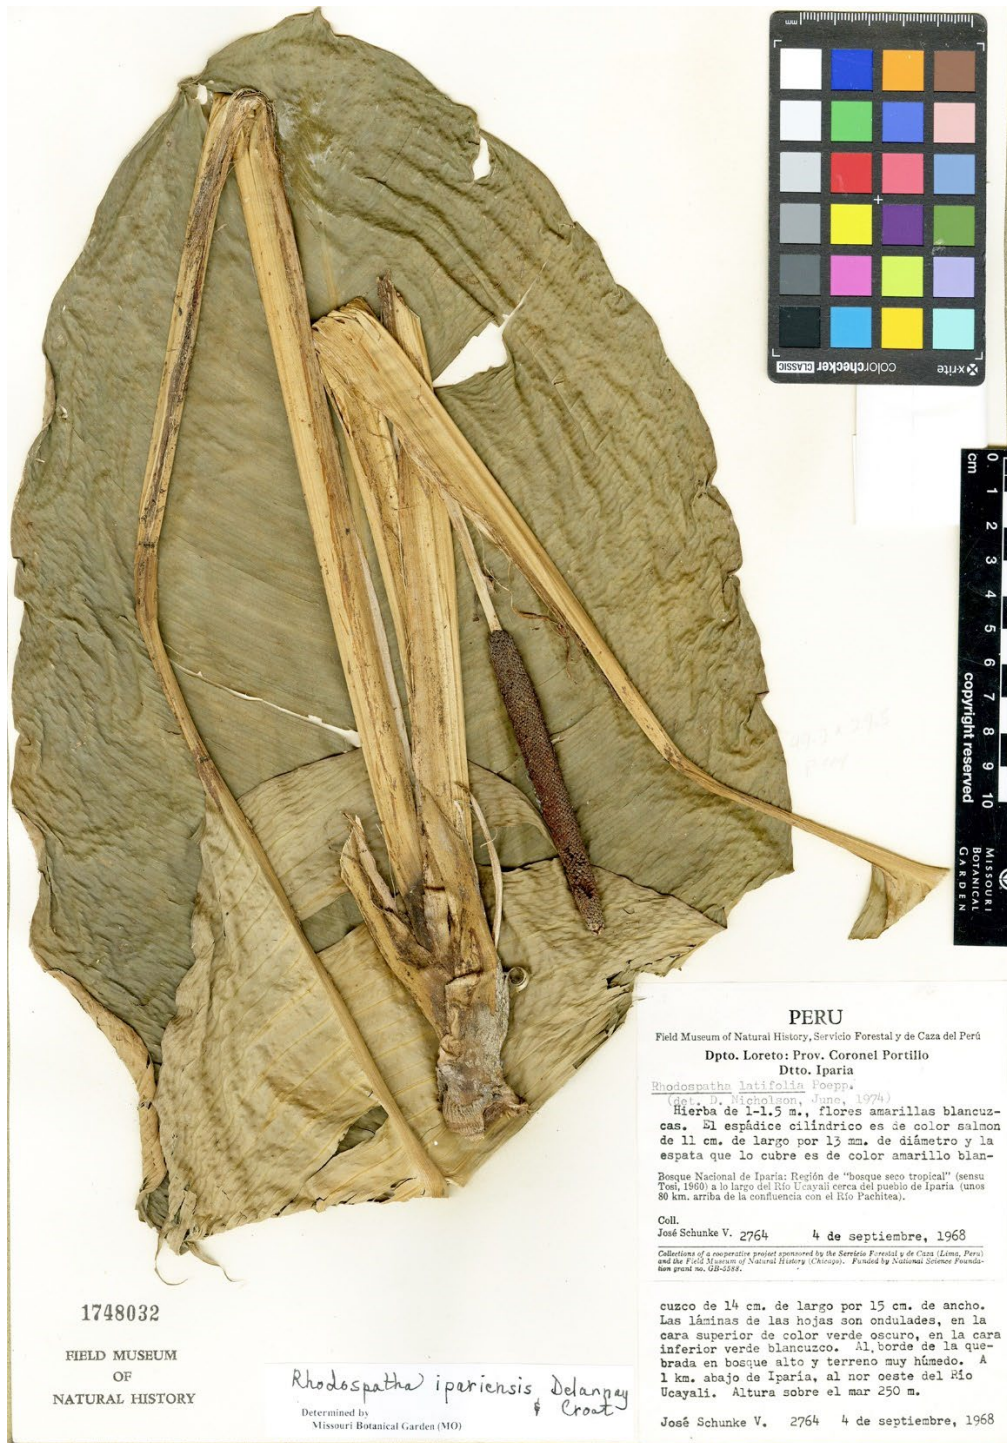 mm
x-rite
colorchecker
CLASSIC
cm
0
1
2
3
4
5
6
7
8
9
10
copyright reserved
MISSOURI
BOTANICAL
GARDEN
PERU
Field Museum of Natural History, Servicio Forestal y de Caza del Perú
Dpto. Loreto: Prov. Coronel Portillo
Dtto. Iparia
Rhodospatha latifolia Poepp.
(det. D. Nicholson, June, 1974)
Hierba de 1-1.5 m., flores amarillas blancuz-
cas. El espádice cilíndrico es de color salmon
de 11 cm. de largo por 13 mm. de diámetro y la
espata que lo cubre es de color amarillo blan-
Bosque Nacional de Iparia: Región de "bosque seco tropical" (sensu
Tosi, 1960) a lo largo del Río Ucayali cerca del pueblo de Iparía (unos
80 km. arriba de la confluencia con el Río Pachitea).
Coll.
José Schunke V. 2764 4 de septiembre, 1968
Collections of a cooperative project sponsored by the Servicio Forestal y de Caza (Lima, Peru)
and the Field Museum of Natural History (Chicago). Funded by National Science Founda-
tion grant no. GB-5588.
cuzco de 14 cm. de largo por 15 cm. de ancho.
Las láminas de las hojas son ondulades, en la
cara superior de color verde oscuro, en la cara
inferior verde blancuzco. Al borde de la que-
brada en bosque alto y terreno muy húmedo. A
1 km. abajo de Iparía, al nor oeste del Río
Ucayali. Altura sobre el mar 250 m.
José Schunke V. 2764 4 de septiembre, 1968
1748032
FIELD MUSEUM
OF
NATURAL HISTORY
Rhodospatha ipariensis Delannay
& Croat
Determined by
Missouri Botanical Garden (MO)